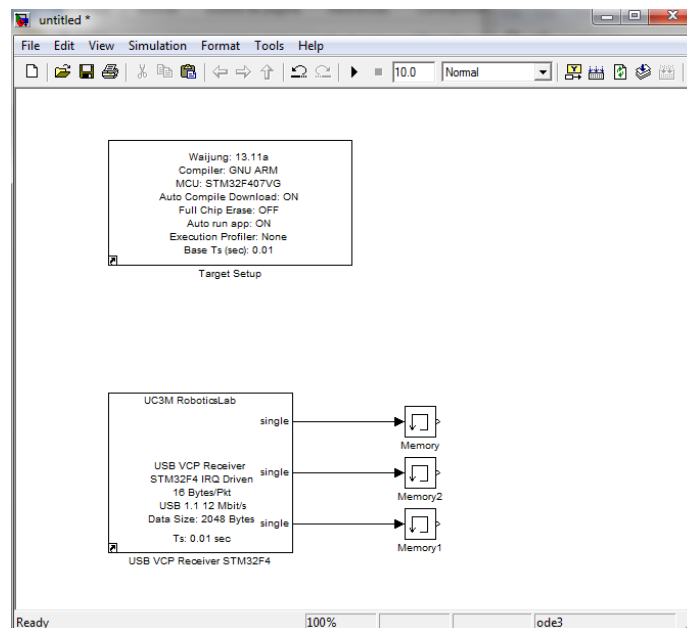 untitled *
File Edit View Simulation Format Tools Help
10.0 Normal
Waijung: 13.11a
Compiler: GNU ARM
MCU: STM32F407VG
Auto Compile Download: ON
Full Chip Erase: OFF
Auto run app: ON
Execution Profiler: None
Base Ts (sec): 0.01
Target Setup
UC3M RoboticsLab
single
USB VCP Receiver
STM32F4 IRQ Driven
16 Bytes/Pkt
USB 1.1 12 Mbit/s
Data Size: 2048 Bytes
Ts: 0.01 sec
single
single
USB VCP Receiver STM32F4
Memory
Memory2
Memory1
Ready 100% ode3